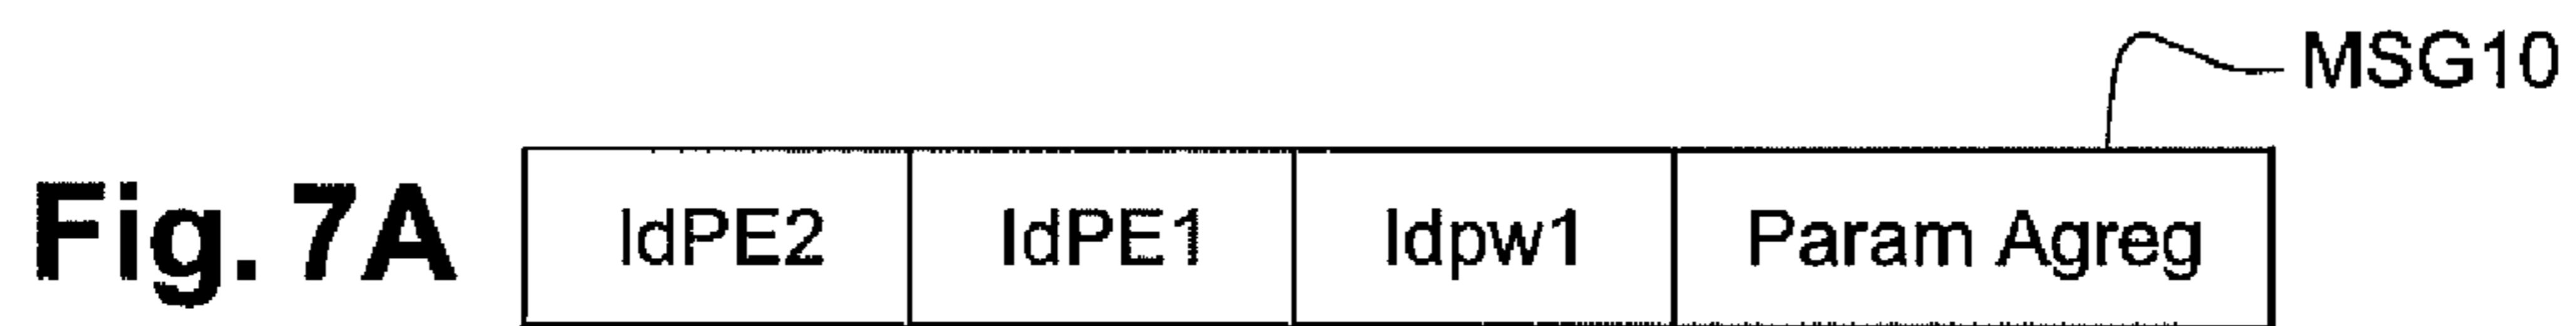 MSG10
Fig. 7A IdPE2 IdPE1 Idpw1 Param Agreg